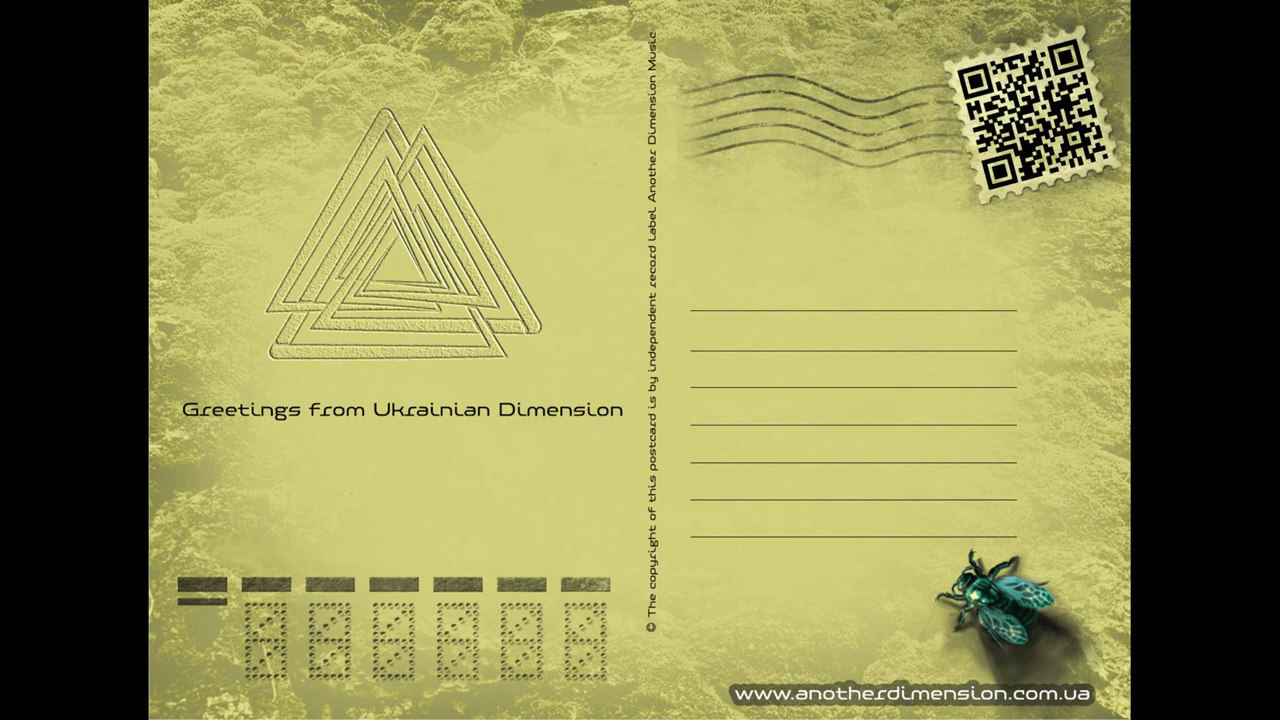 Greetings from Ukrainian Dimension
© The copyright of this postcard is by independent record label Another Dimension Music
www.anotherdimension.com.ua